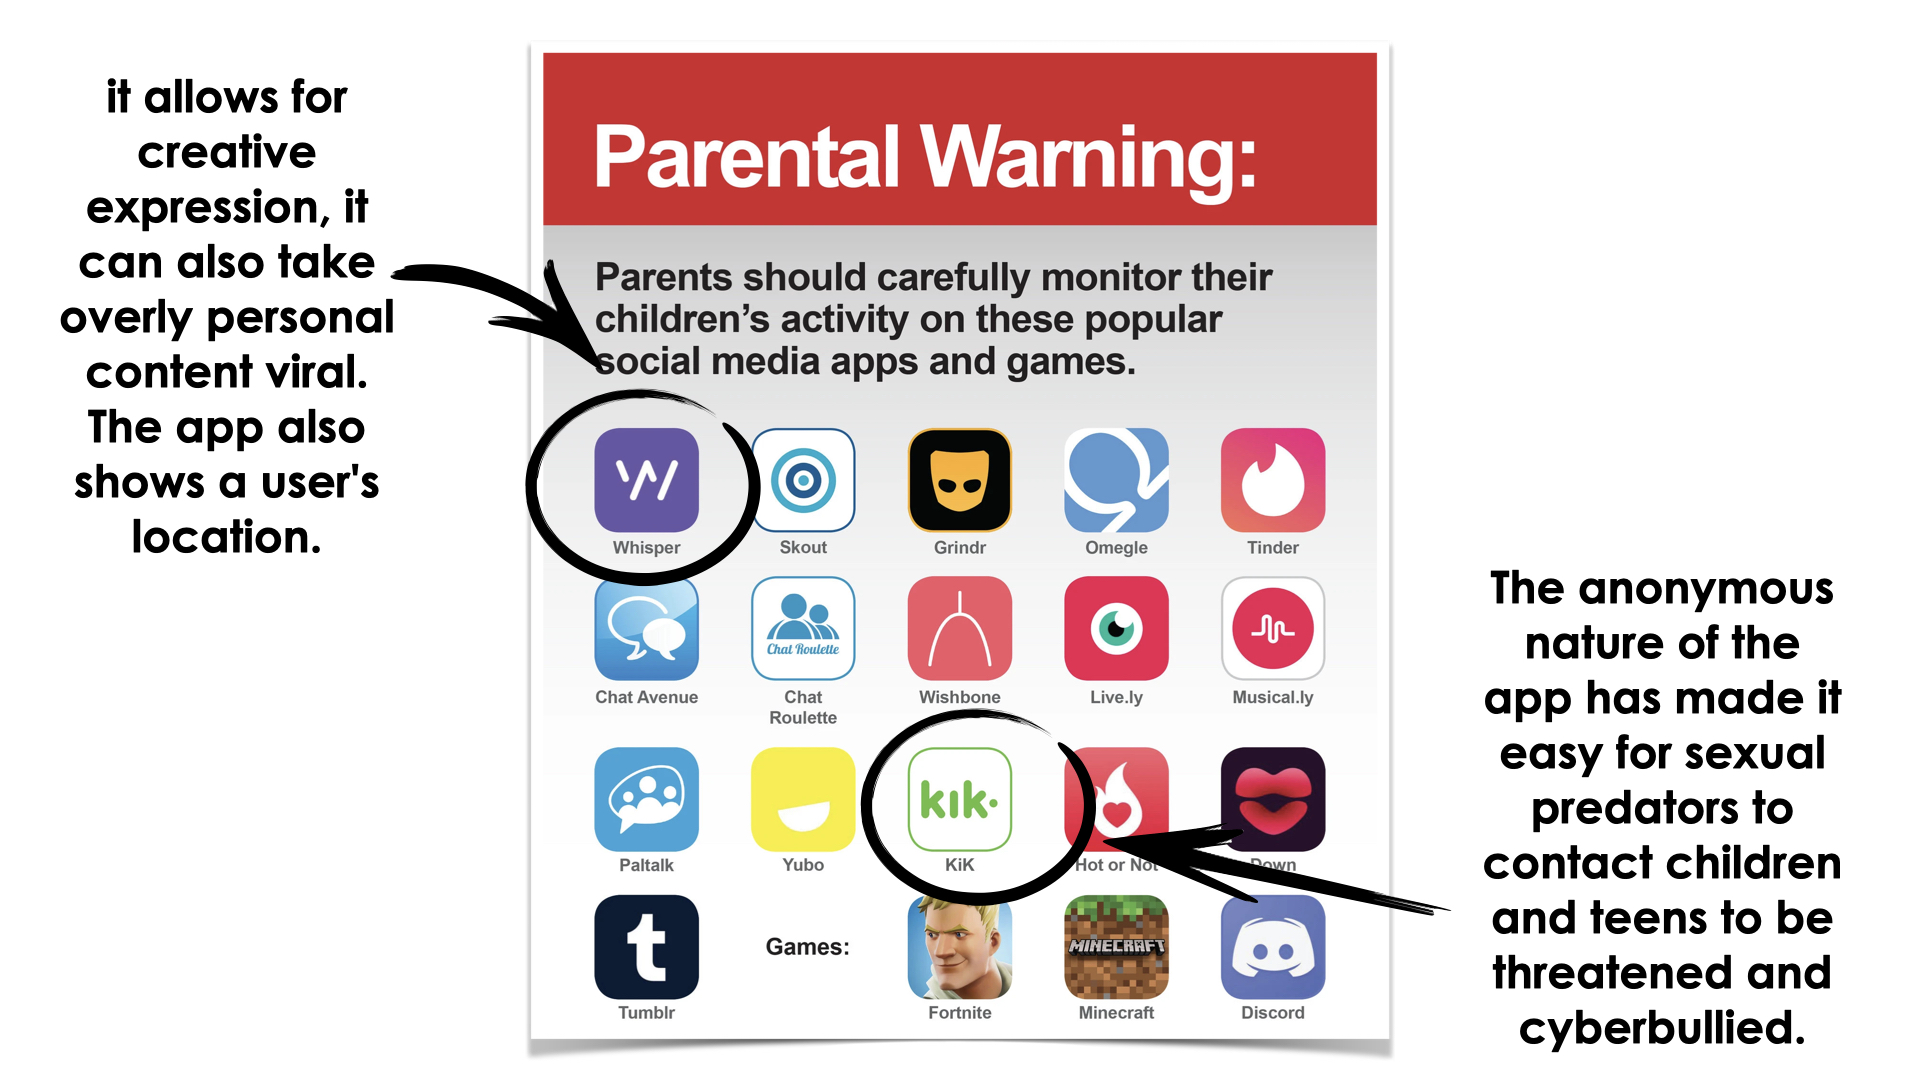 it allows for
creative
expression, it
can also take
overly personal
content viral.
The app also
shows a user's
location.
Parental Warning:
Parents should carefully monitor their
children's activity on these popular
social media apps and games.
Whisper
Skout
Grindr
Omegle
Tinder
Chat Roulette
Chat Avenue
Chat
Roulette
Wishbone
Live.ly
Musical.ly
kik.
Paltalk
Yubo
KiK
Hot or Not
Down
t
Games:
MINECRAFT
Tumblr
Fortnite
Minecraft
Discord
The anonymous
nature of the
app has made it
easy for sexual
predators to
contact children
and teens to be
threatened and
cyberbullied.